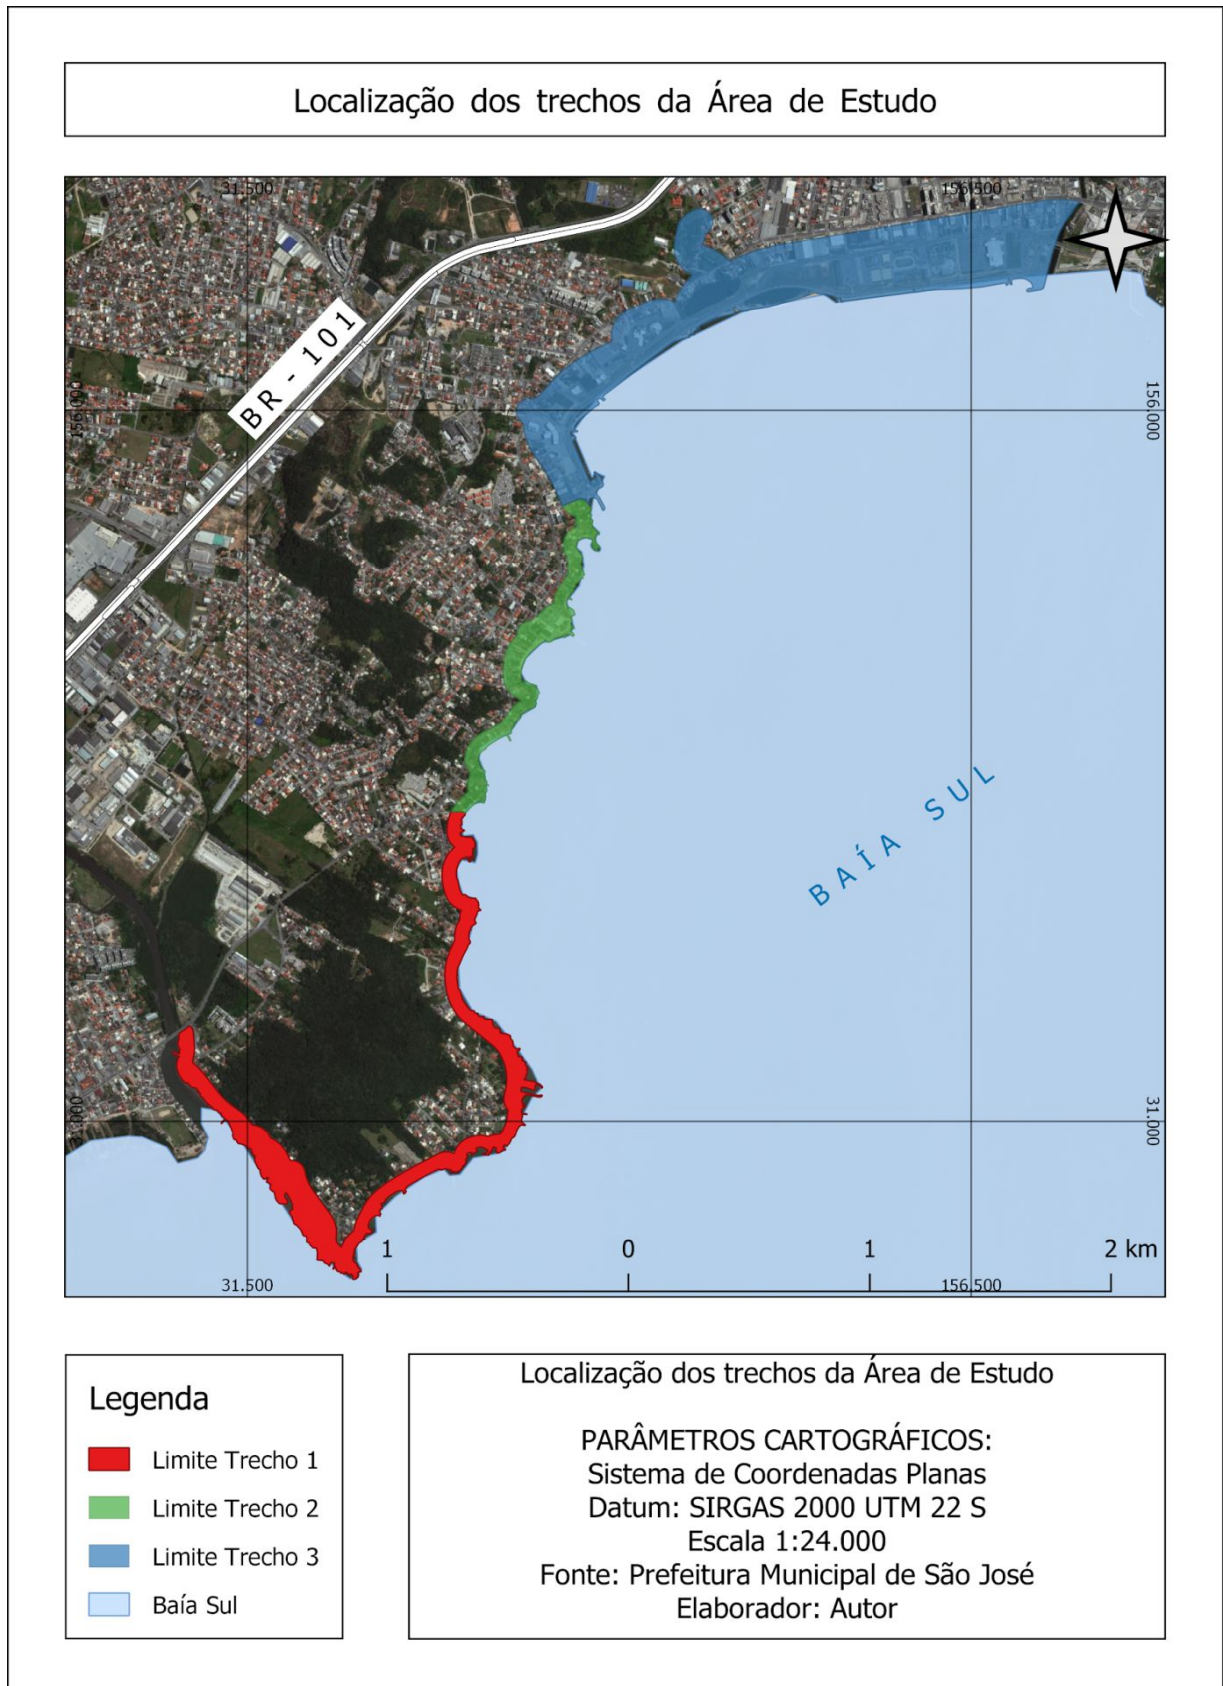 Localização dos trechos da Área de Estudo
31.500
156.500
BR - 101
156.000
156.000
BAÍA SUL
31.000
31.000
1 0 1 2 km
31.500
156.500
Legenda
Limite Trecho 1
Limite Trecho 2
Limite Trecho 3
Baía Sul
Localização dos trechos da Área de Estudo
PARÂMETROS CARTOGRÁFICOS:
Sistema de Coordenadas Planas
Datum: SIRGAS 2000 UTM 22 S
Escala 1:24.000
Fonte: Prefeitura Municipal de São José
Elaborador: Autor